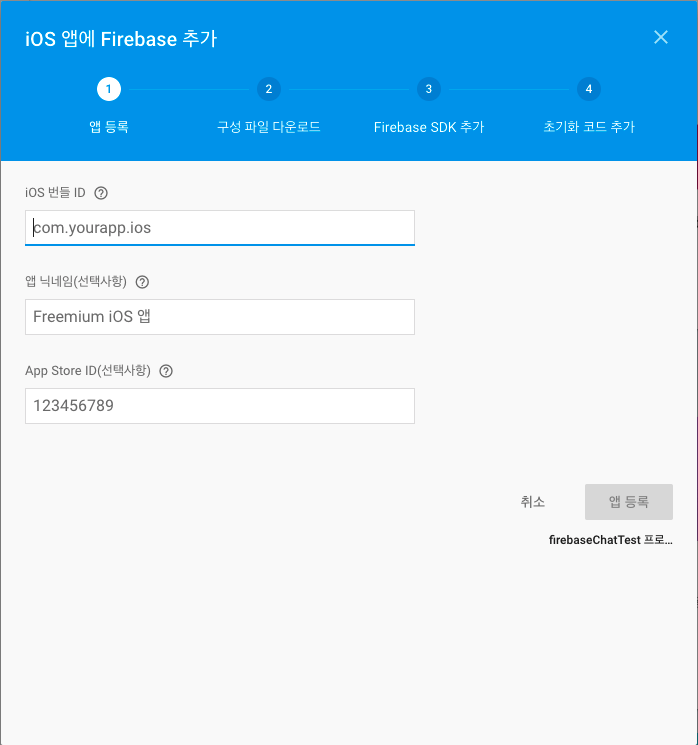 iOS 앱에 Firebase 추가
1
2
3
4
앱 등록
구성 파일 다운로드
Firebase SDK 추가
초기화 코드 추가
iOS 번들 ID
com.yourapp.ios
앱 닉네임(선택사항)
Freemium iOS 앱
App Store ID(선택사항)
123456789
취소
앱 등록
firebaseChatTest 프로...